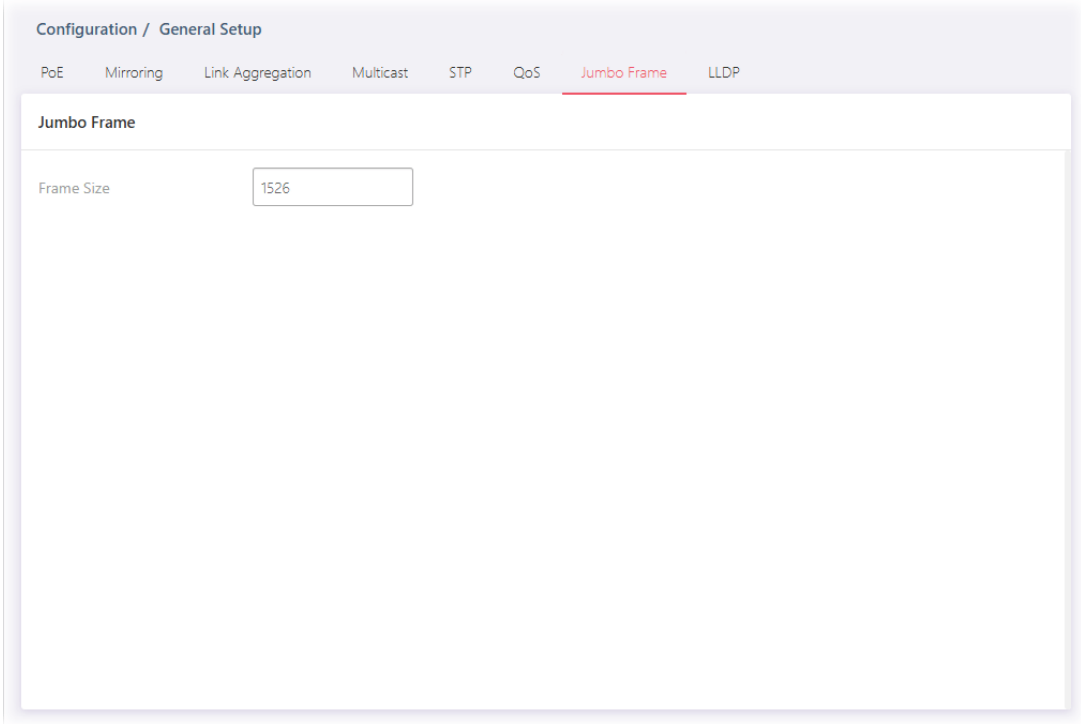 Configuration / General Setup
PoE Mirroring Link Aggregation Multicast STP QoS Jumbo Frame LLDP
Jumbo Frame
Frame Size 1526